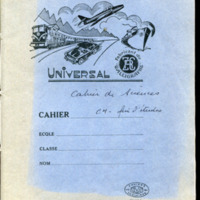 UNIVERSAL
Cahier de Sciences
CAHIER CM - fin d'études
ECOLE
CLASSE
NOM